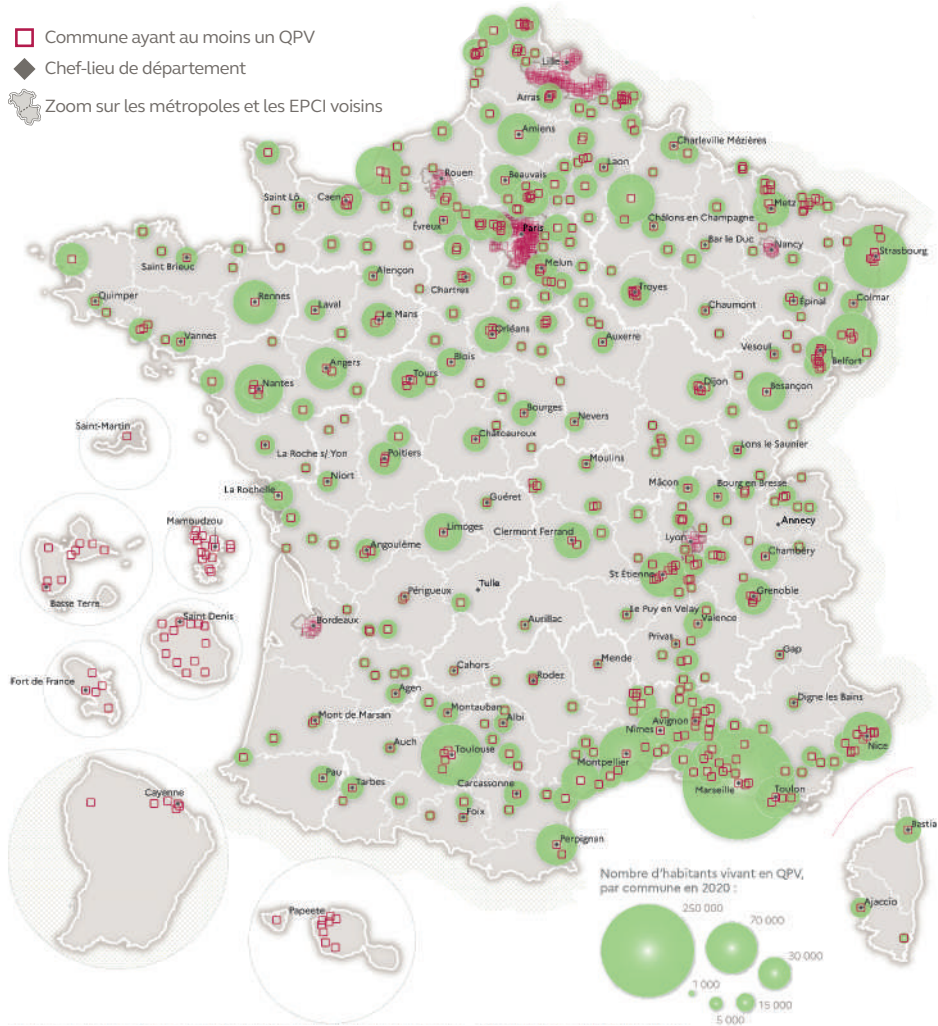 Commune ayant au moins un QPV
Chef-lieu de département
Zoom sur les métropoles et les EPCI voisins
Lille
Arras
Amiens
Charleville Mézières
Laon
Rouen
Beauvais
Saint Lô
Caen
Metz
Évreux
Paris
Châlons en Champagne
Bar le Duc
Nancy
Strasbourg
Saint Brieuc
Melun
Alençon
Chartres
Troyes
Quimper
Rennes
Laval
Chaumont
Épinal
Colmar
Le Mans
Orléans
Vannes
Auxerre
Vesoul
Belfort
Blois
Angers
Tours
Nantes
Dijon
Besançon
Bourges
Nevers
Saint-Martin
Châteauroux
La Roche s/ Yon
Poitiers
Moulins
Lons le Saunier
Niort
Mâcon
Bourg en Bresse
La Rochelle
Guéret
Mamoudzou
Annecy
Limoges
Clermont Ferrand
Lyon
Angoulême
Chambéry
St Étienne
Tulle
Périgueux
Grenoble
Basse Terre
Saint Denis
Bordeaux
Aurillac
Le Puy en Velay
Valence
Privas
Gap
Cahors
Mende
Fort de France
Rodez
Agen
Digne les Bains
Montauban
Mont de Marsan
Albi
Avignon
Nîmes
Auch
Toulouse
Nice
Montpellier
Pau
Tarbes
Carcassonne
Marseille
Toulon
Cayenne
Foix
Bastia
Perpignan
Nombre d'habitants vivant en QPV,
par commune en 2020 :
Papeete
Ajaccio
250 000
70 000
30 000
1 000
15 000
5 000